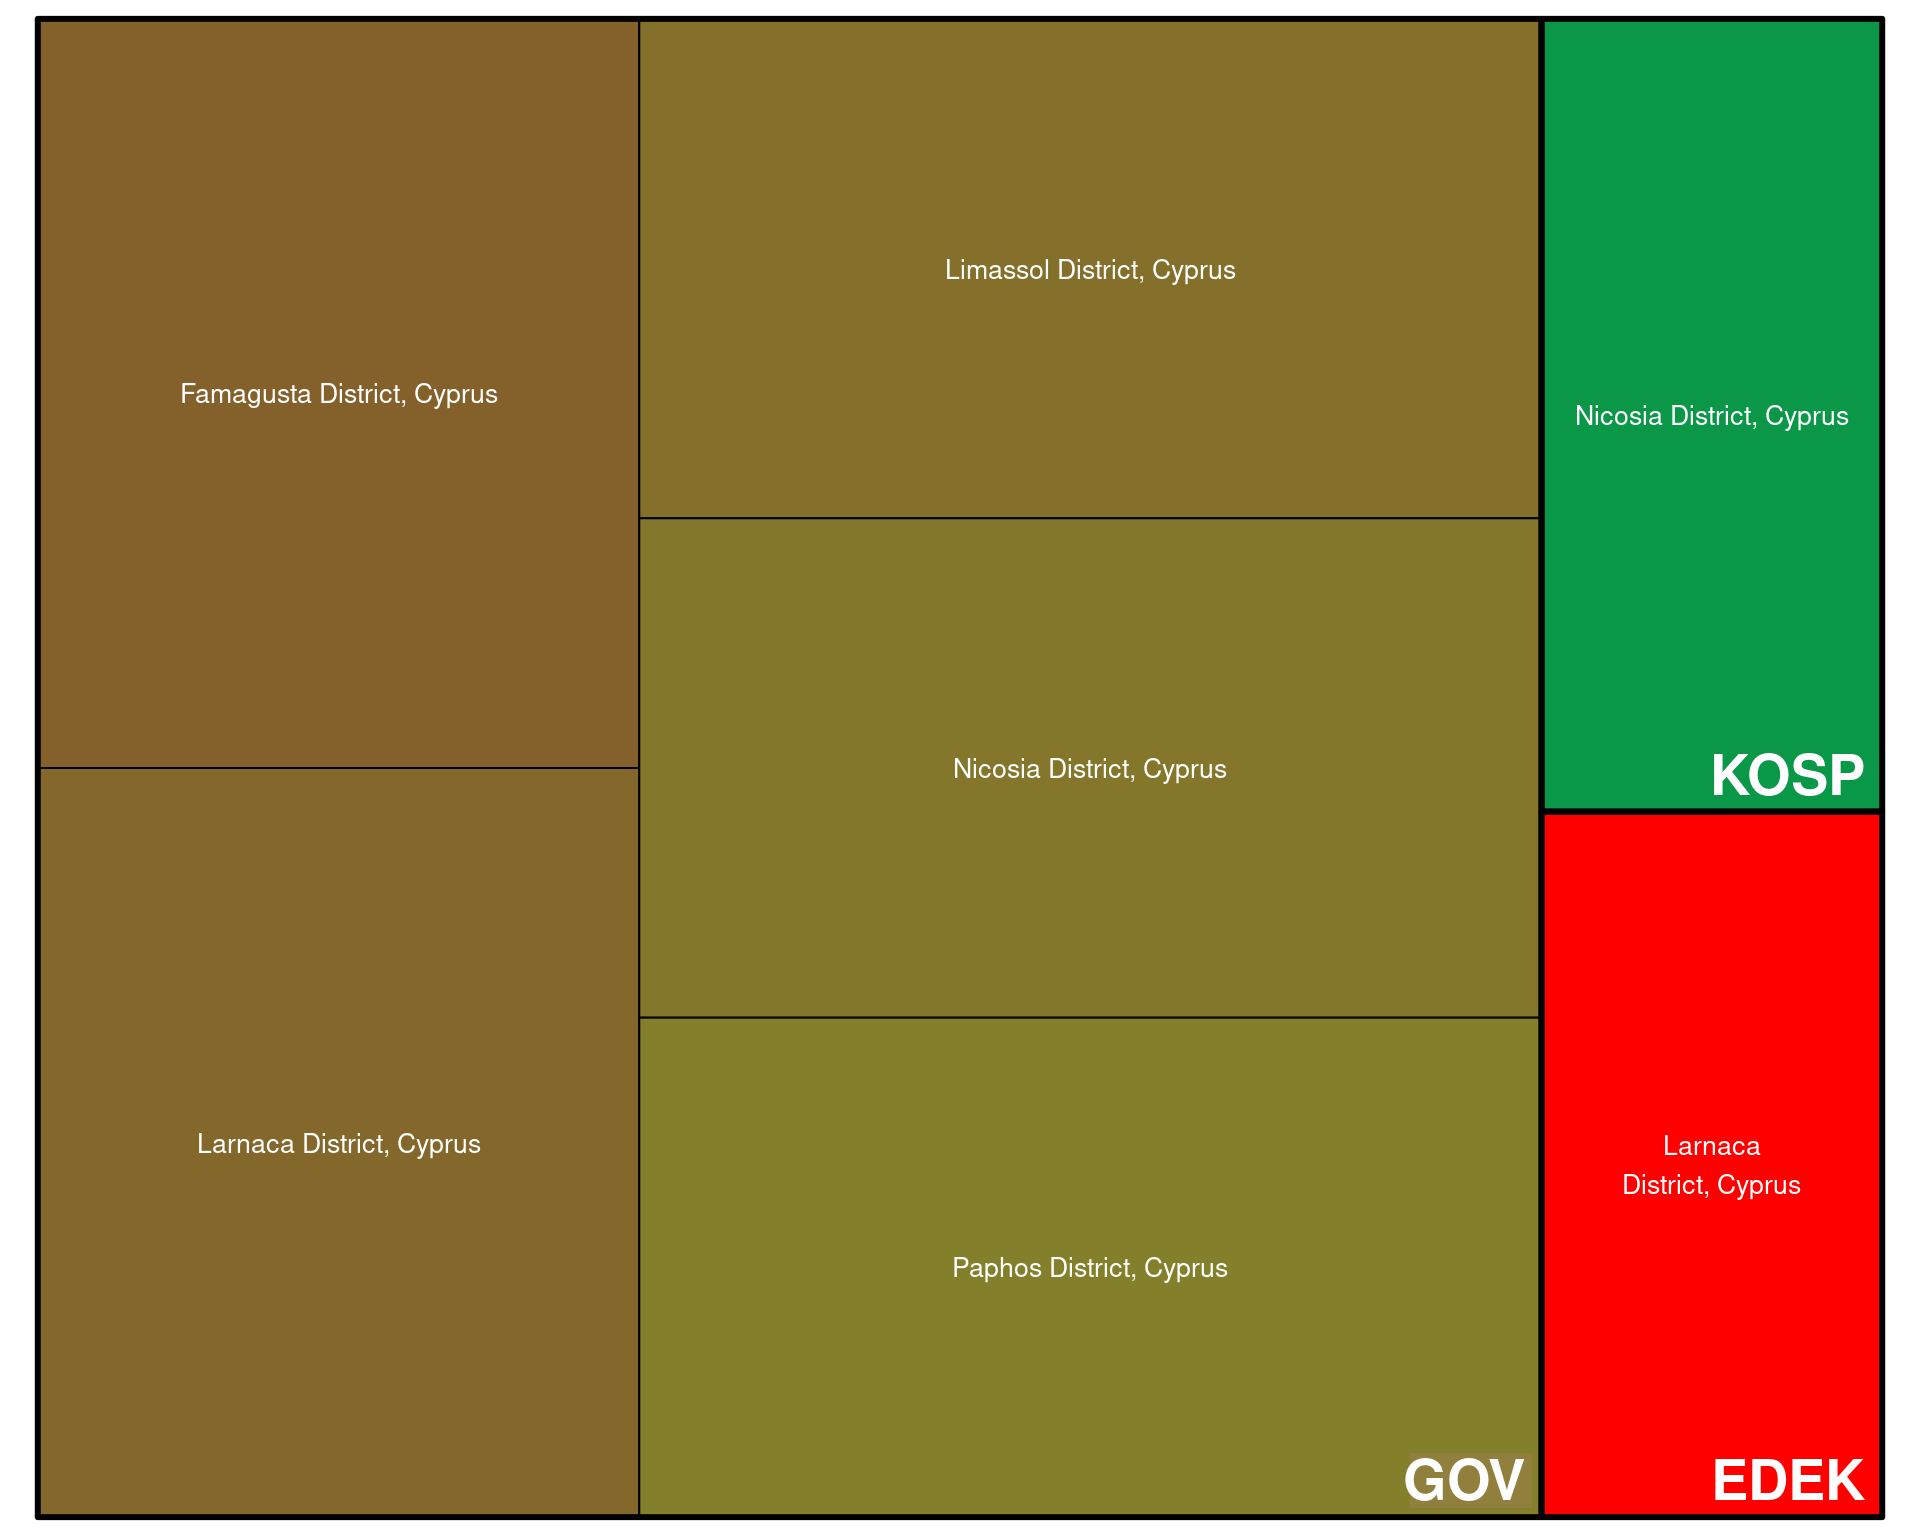 Famagusta District, Cyprus
Larnaca District, Cyprus
Limassol District, Cyprus
Nicosia District, Cyprus
Paphos District, Cyprus
GOV
Nicosia District, Cyprus
KOSP
Larnaca
District, Cyprus
EDEK